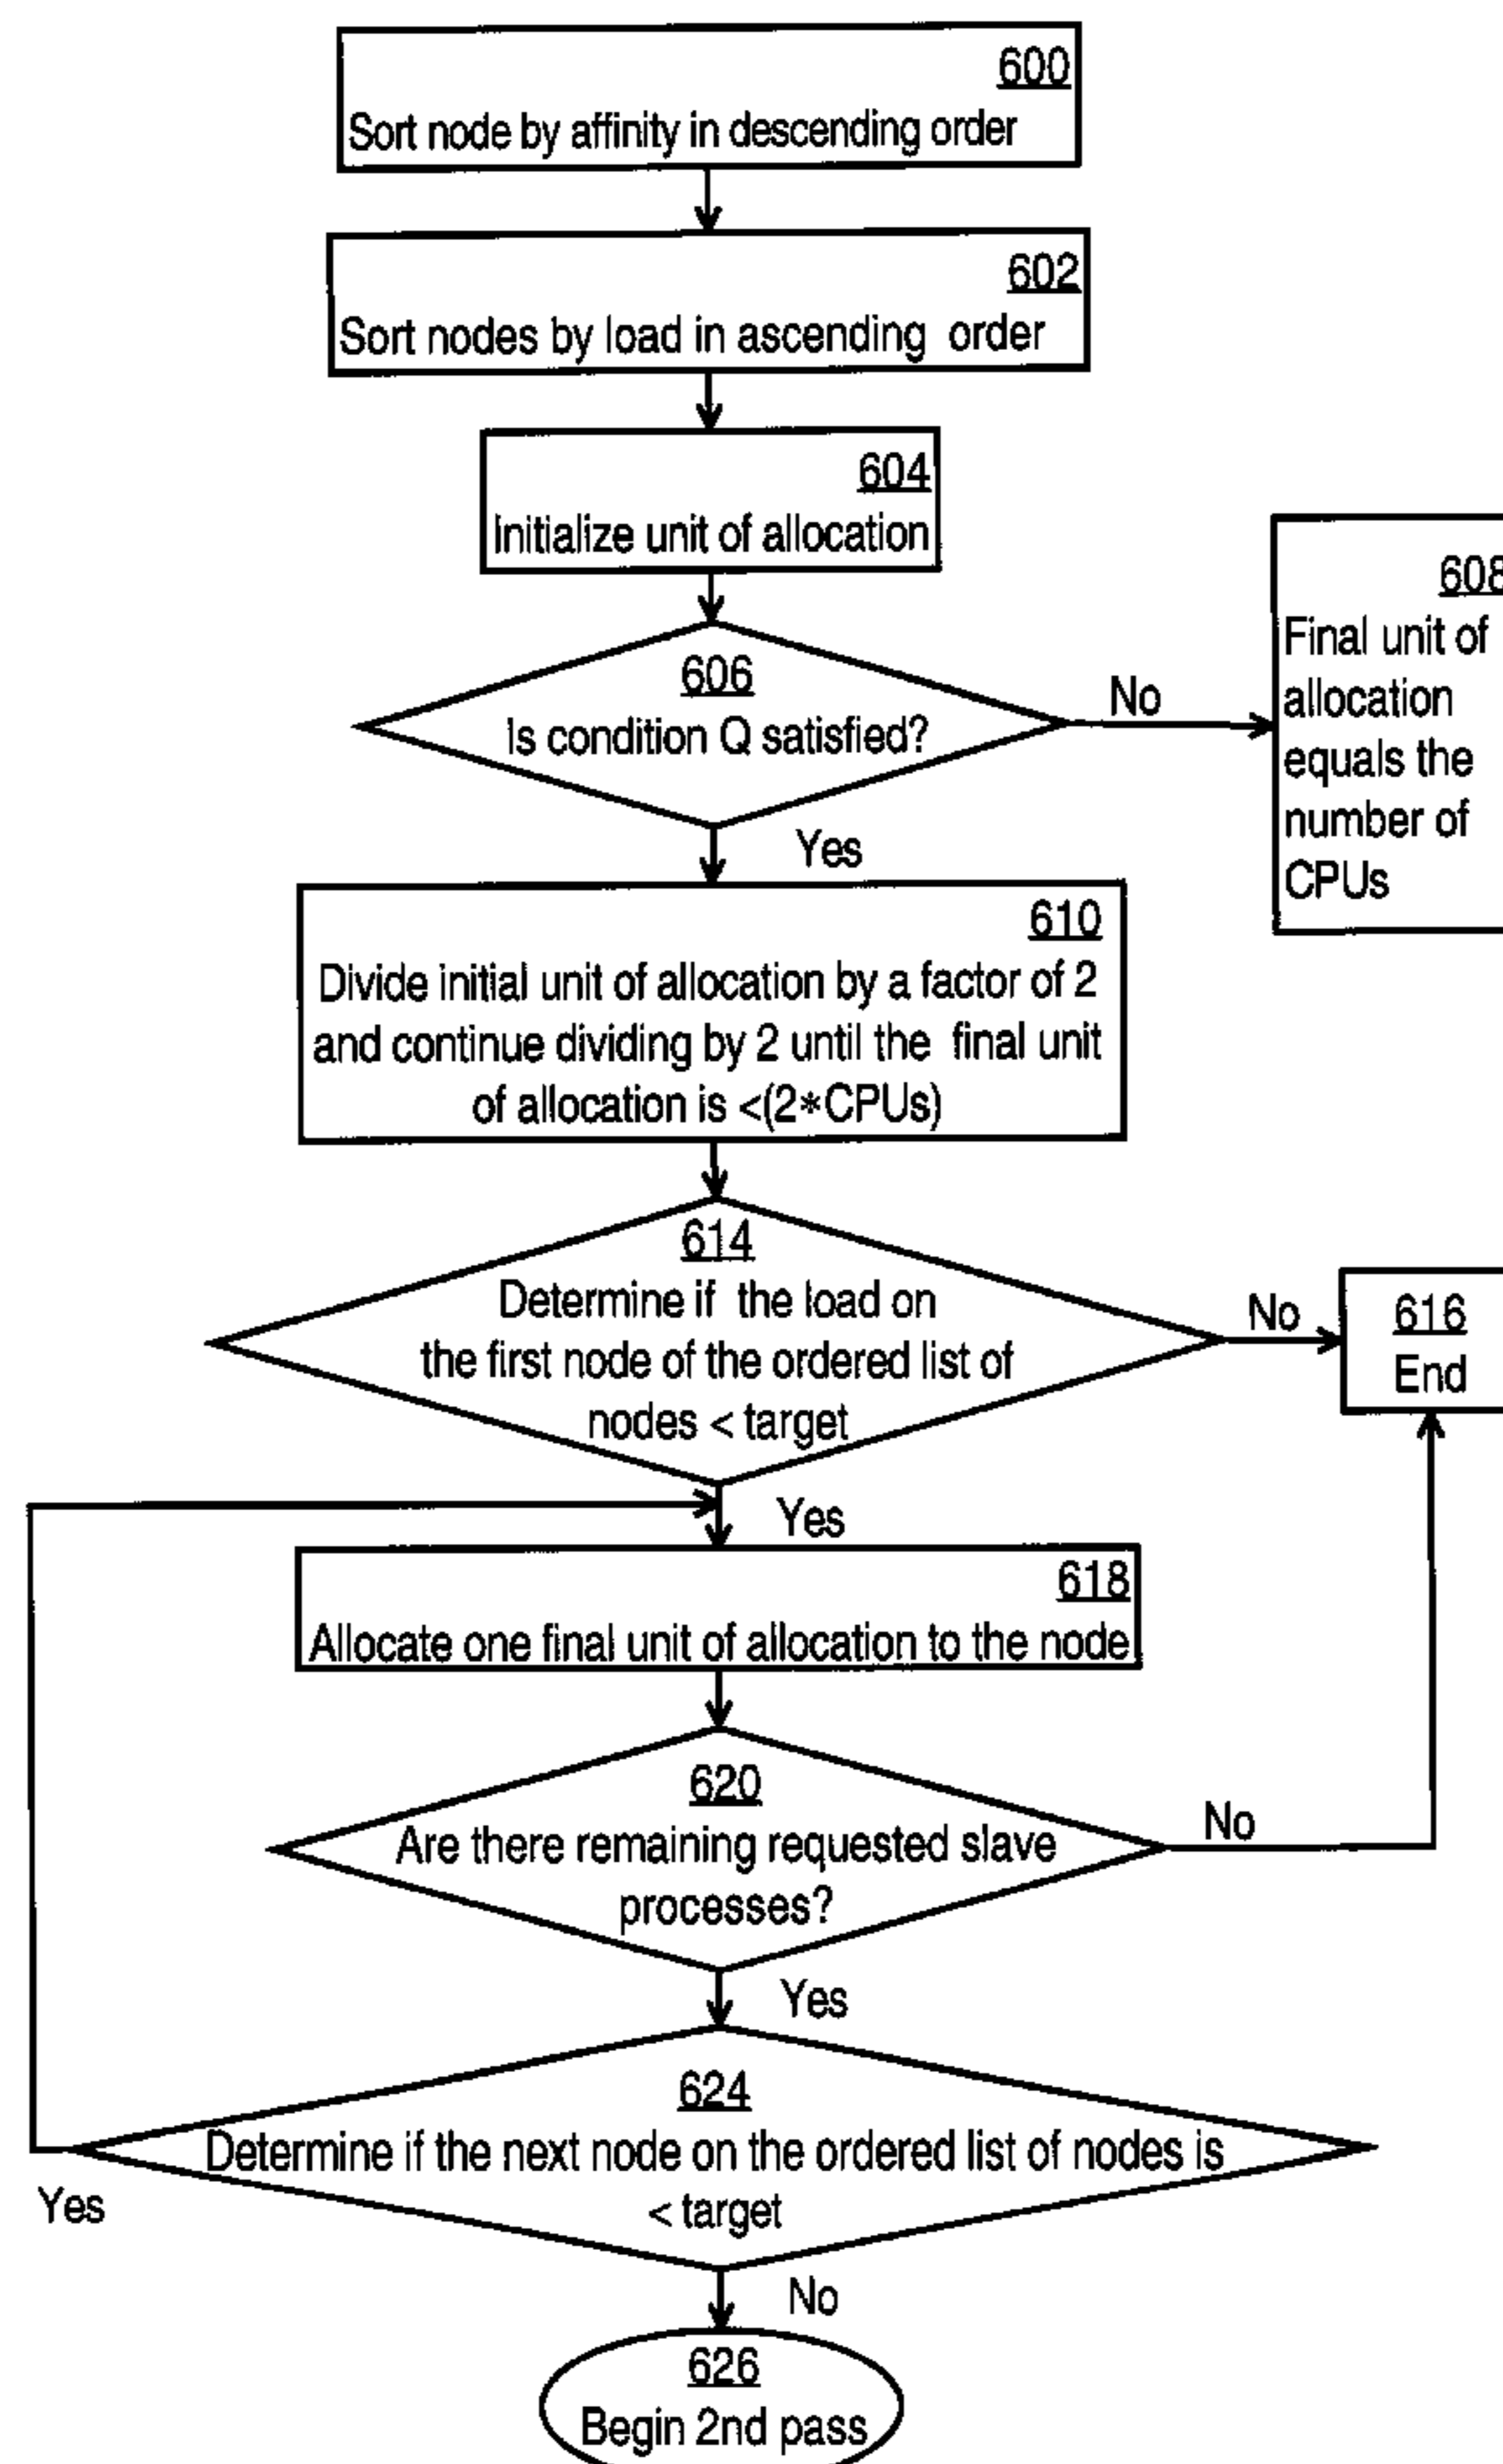 600
Sort node by affinity in descending order
602
Sort nodes by load in ascending order
604
Initialize unit of allocation
606
Is condition Q satisfied?
No
608
Final unit of
allocation
equals the
number of
CPUs
Yes
610
Divide initial unit of allocation by a factor of 2
and continue dividing by 2 until the final unit
of allocation is <(2*CPUs)
614
Determine if the load on
the first node of the ordered list of
nodes < target
No
616
End
Yes
618
Allocate one final unit of allocation to the node
620
Are there remaining requested slave
processes?
No
Yes
624
Determine if the next node on the ordered list of nodes is
< target
Yes
No
626
Begin 2nd pass